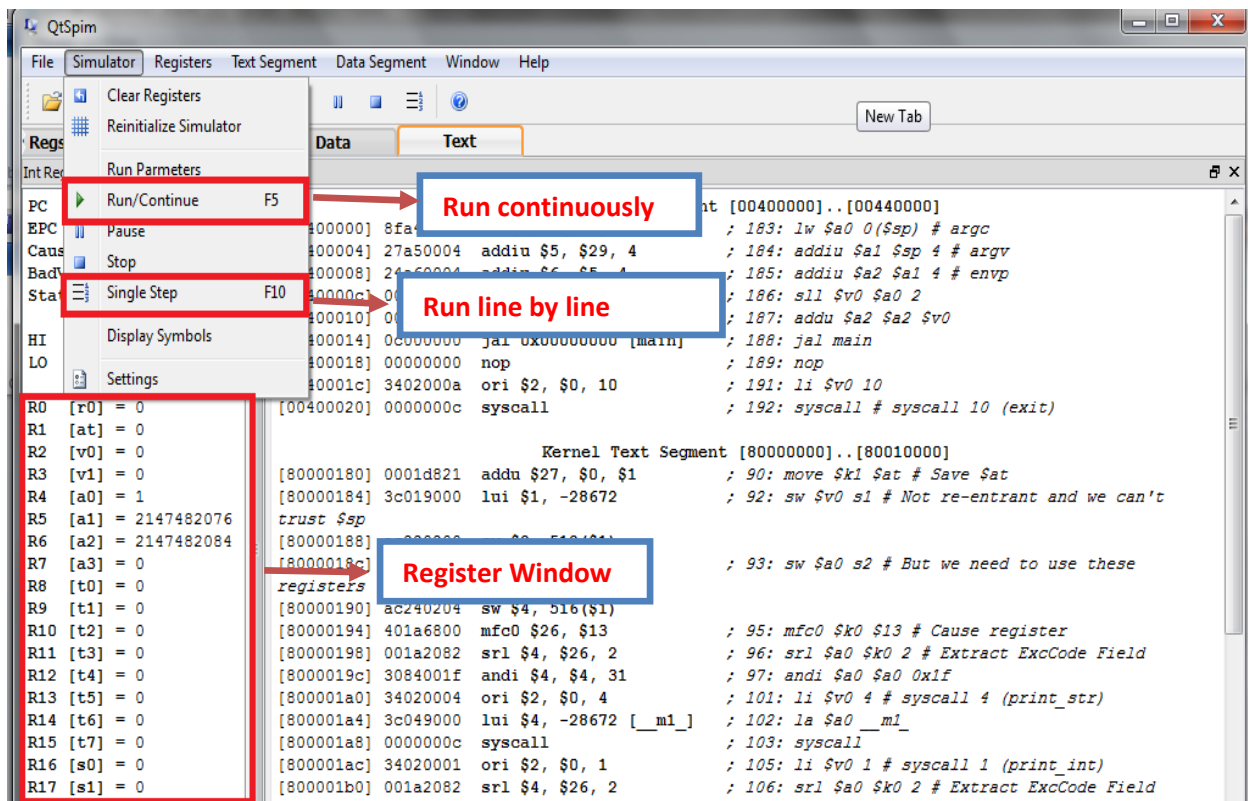 QtSpim
File Simulator Registers Text Segment Data Segment Window Help
Clear Registers
Reinitialize Simulator
Run Parmeters
Run/Continue F5
Pause
Stop
Single Step F10
Display Symbols
Settings
New Tab
Regs
Data Text
Int Reg
Run continuously
Run line by line
Register Window
PC
EPC
Caus
BadV
Stat
HI
LO
R0 [r0] = 0
R1 [at] = 0
R2 [v0] = 0
R3 [v1] = 0
R4 [a0] = 1
R5 [a1] = 2147482076
R6 [a2] = 2147482084
R7 [a3] = 0
R8 [t0] = 0
R9 [t1] = 0
R10 [t2] = 0
R11 [t3] = 0
R12 [t4] = 0
R13 [t5] = 0
R14 [t6] = 0
R15 [t7] = 0
R16 [s0] = 0
R17 [s1] = 0
[00400000]..[00440000]
; 183: lw $a0 0($sp) # argc
27a50004 addiu $5, $29, 4 ; 184: addiu $a1 $sp 4 # argv
; 185: addiu $a2 $a1 4 # envp
; 186: sll $v0 $a0 2
; 187: addu $a2 $a2 $v0
0c000000 jal 0x00000000 [main] ; 188: jal main
00000000 nop ; 189: nop
3402000a ori $2, $0, 10 ; 191: li $v0 10
[00400020] 0000000c syscall ; 192: syscall # syscall 10 (exit)
Kernel Text Segment [80000000]..[80010000]
[80000180] 0001d821 addu $27, $0, $1 ; 90: move $k1 $at # Save $at
[80000184] 3c019000 lui $1, -28672 ; 92: sw $v0 s1 # Not re-entrant and we can't
trust $sp
[80000188]
[8000018c] ; 93: sw $a0 s2 # But we need to use these
registers
[80000190] ac240204 sw $4, 516($1)
[80000194] 401a6800 mfc0 $26, $13 ; 95: mfc0 $k0 $13 # Cause register
[80000198] 001a2082 srl $4, $26, 2 ; 96: srl $a0 $k0 2 # Extract ExcCode Field
[8000019c] 3084001f andi $4, $4, 31 ; 97: andi $a0 $a0 0x1f
[800001a0] 34020004 ori $2, $0, 4 ; 101: li $v0 4 # syscall 4 (print_str)
[800001a4] 3c049000 lui $4, -28672 [__m1_] ; 102: la $a0 __m1_
[800001a8] 0000000c syscall ; 103: syscall
[800001ac] 34020001 ori $2, $0, 1 ; 105: li $v0 1 # syscall 1 (print_int)
[800001b0] 001a2082 srl $4, $26, 2 ; 106: srl $a0 $k0 2 # Extract ExcCode Field